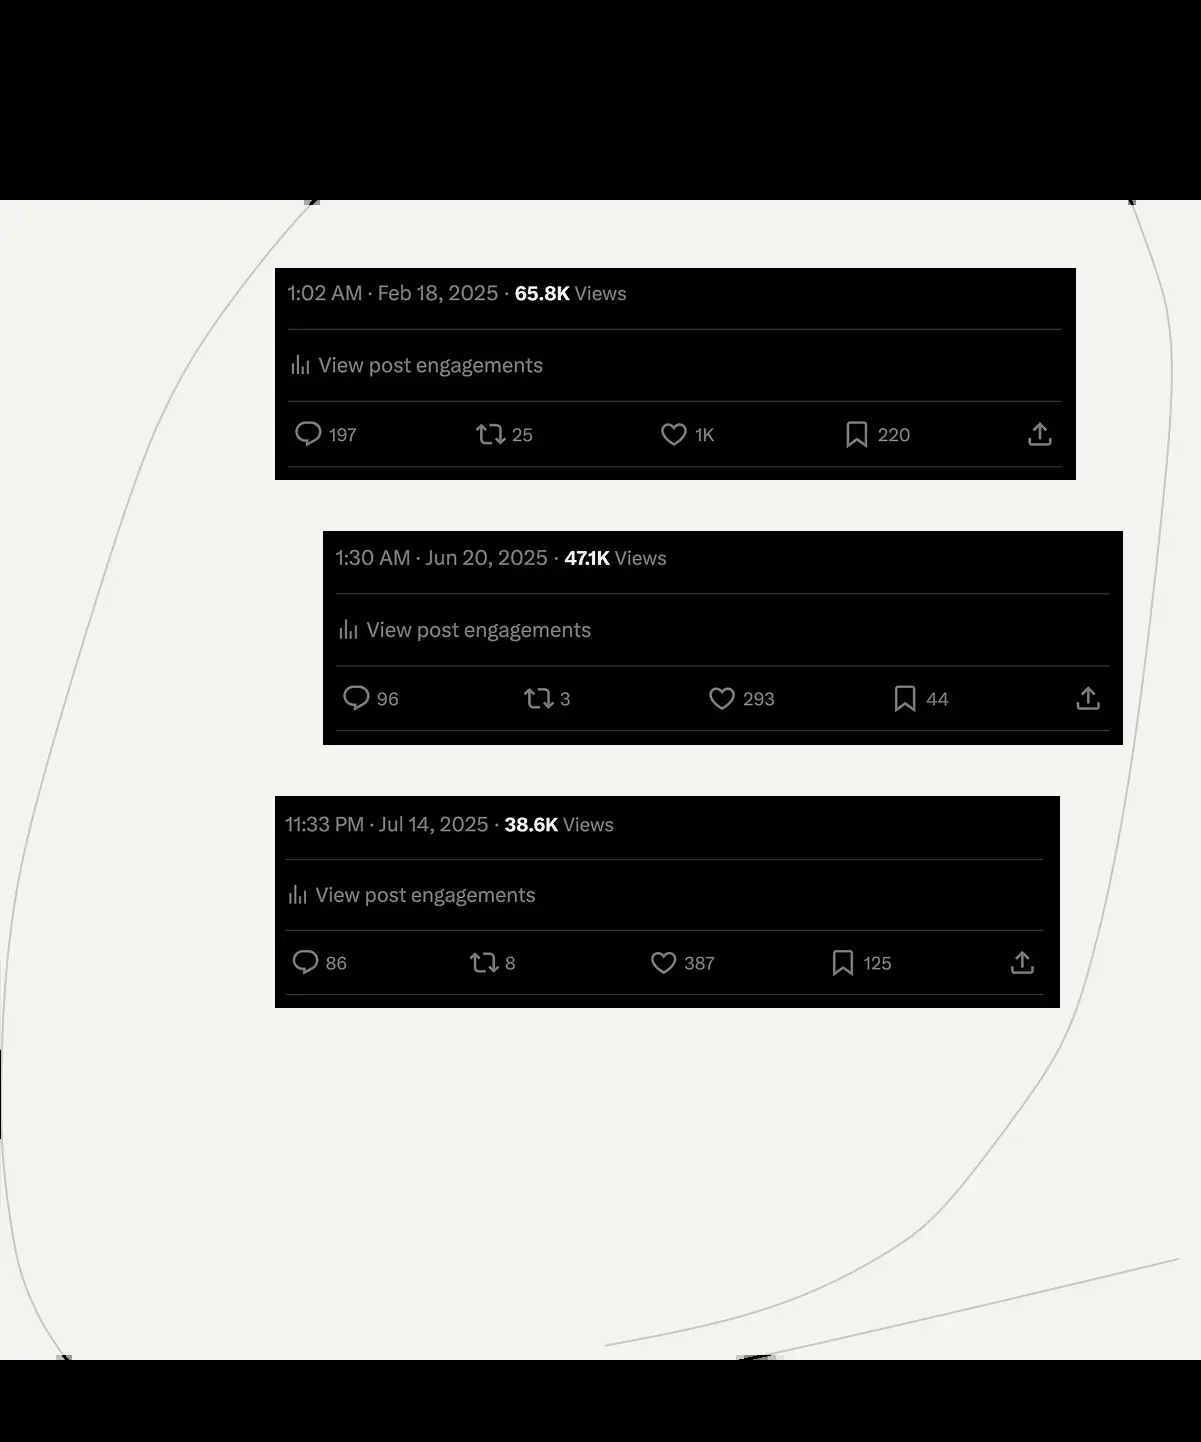 1:02 AM · Feb 18, 2025 · 65.8K Views
View post engagements
197 25 1K 220
1:30 AM · Jun 20, 2025 · 47.1K Views
View post engagements
96 3 293 44
11:33 PM · Jul 14, 2025 · 38.6K Views
View post engagements
86 8 387 125